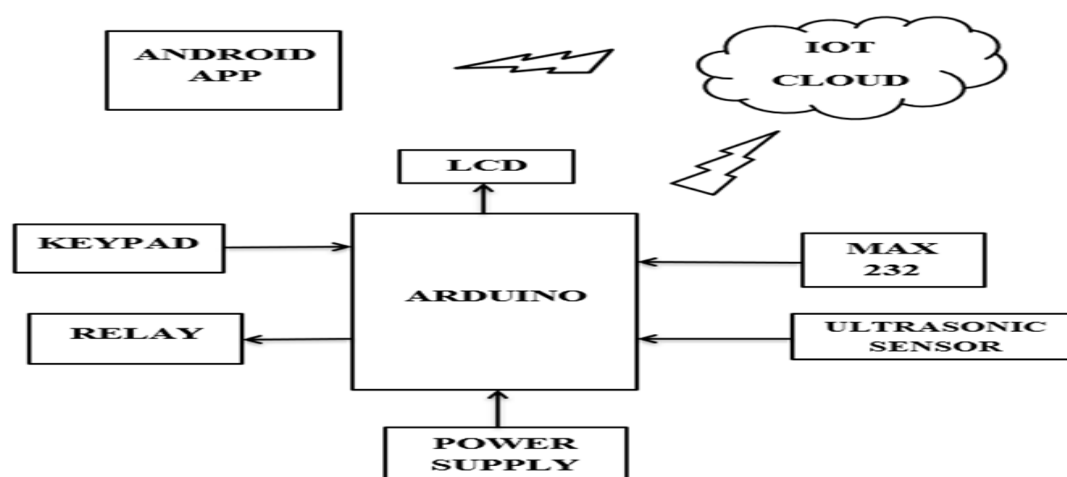 ANDROID
APP
IOT
CLOUD
LCD
KEYPAD
MAX
232
ARDUINO
RELAY
ULTRASONIC
SENSOR
POWER
SUPPLY